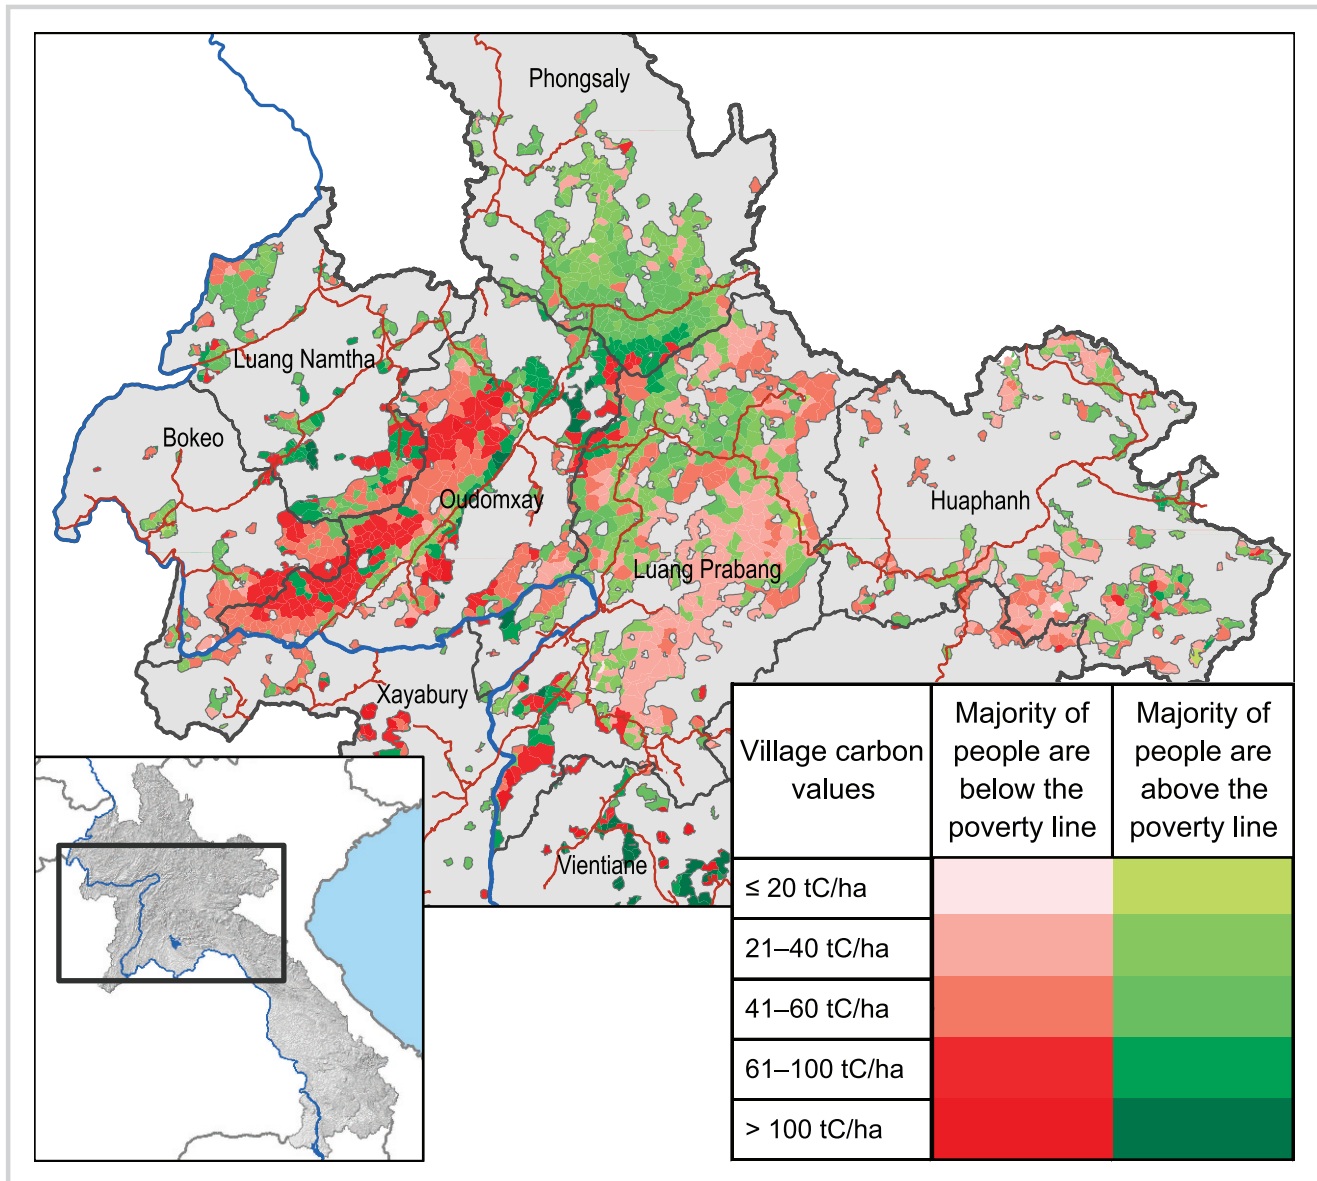 Phongsaly
Luang Namtha
Bokeo
Oudomxay
Huaphanh
Luang Prabang
Xayabury
Vientiane
Village carbon
values
Majority of
people are
below the
poverty line
Majority of
people are
above the
poverty line
≤ 20 tC/ha
21–40 tC/ha
41–60 tC/ha
61–100 tC/ha
> 100 tC/ha